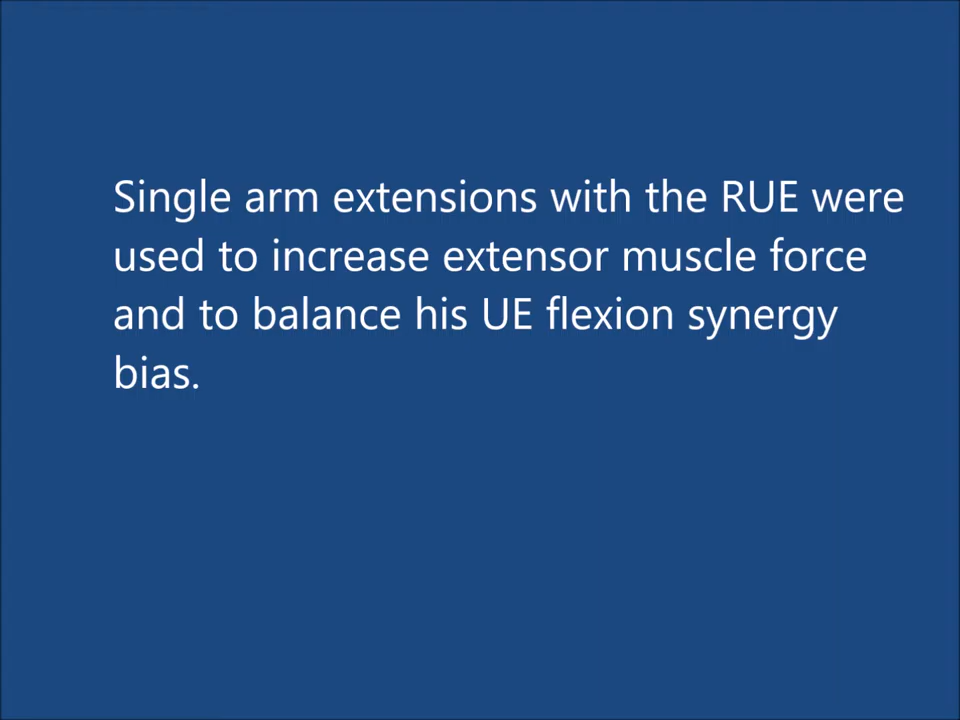 Single arm extensions with the RUE were
used to increase extensor muscle force
and to balance his UE flexion synergy
bias.